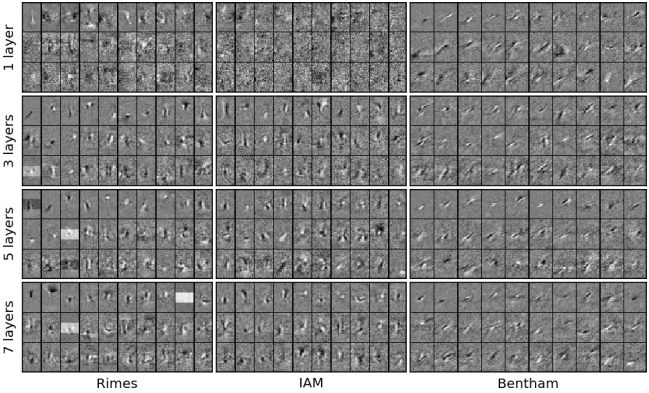 1 layer
3 layers
5 layers
7 layers
Rimes
IAM
Bentham